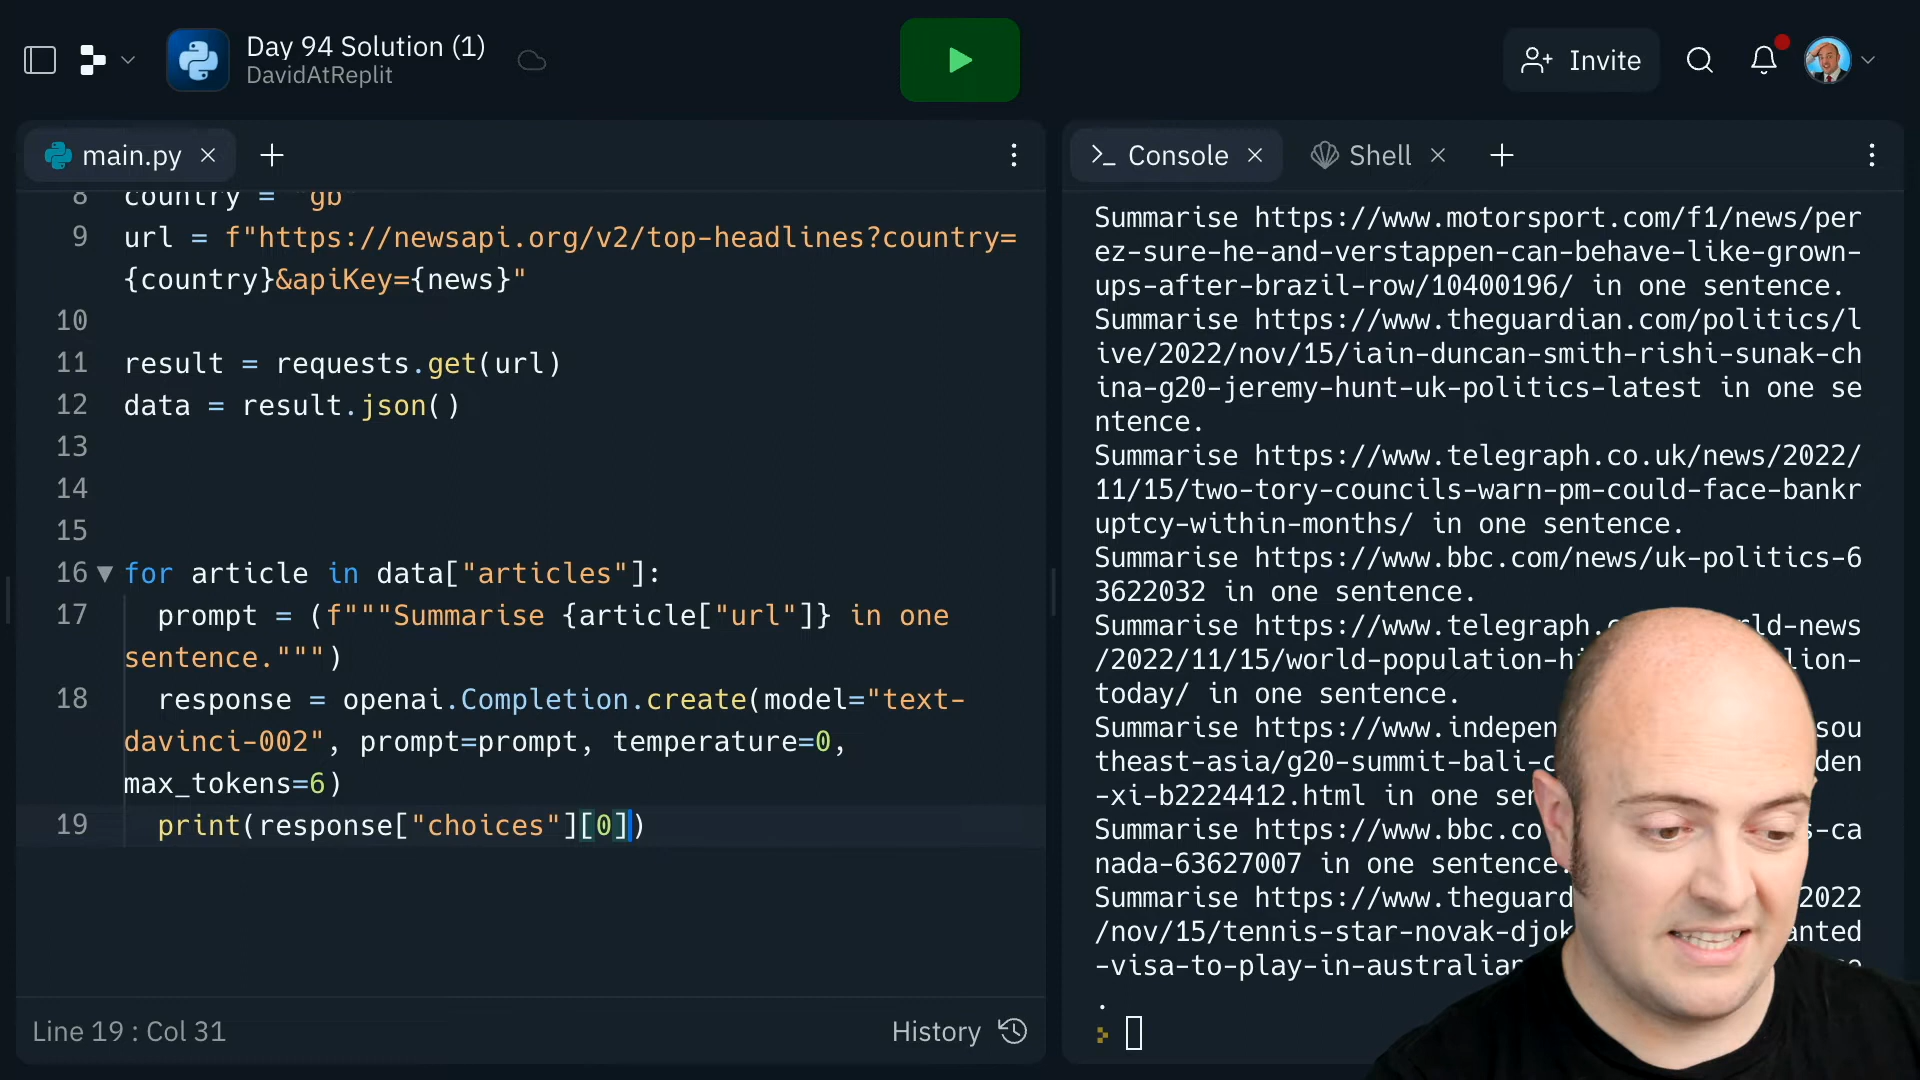 Day 94 Solution (1)
DavidAtReplit
Invite
main.py
Console
Shell
8 country = "gb"
9 url = f"https://newsapi.org/v2/top-headlines?country=
{country}&apiKey={news}"
10
11 result = requests.get(url)
12 data = result.json()
13
14
15
16 for article in data["articles"]:
17 prompt = (f"""Summarise {article["url"]} in one
sentence.""")
18 response = openai.Completion.create(model="text-
davinci-002", prompt=prompt, temperature=0,
max_tokens=6)
19 print(response["choices"][0])
Line 19 : Col 31
History
Summarise https://www.motorsport.com/f1/news/per
ez-sure-he-and-verstappen-can-behave-like-grown-
ups-after-brazil-row/10400196/ in one sentence.
Summarise https://www.theguardian.com/politics/l
ive/2022/nov/15/iain-duncan-smith-rishi-sunak-ch
ina-g20-jeremy-hunt-uk-politics-latest in one se
ntence.
Summarise https://www.telegraph.co.uk/news/2022/
11/15/two-tory-councils-warn-pm-could-face-bankr
uptcy-within-months/ in one sentence.
Summarise https://www.bbc.com/news/uk-politics-6
3622032 in one sentence.
Summarise https://www.telegraph. ld-news
/2022/11/15/world-population-hi lion-
today/ in one sentence.
Summarise https://www.indepen sou
theast-asia/g20-summit-bali- den
-xi-b2224412.html in one sen
Summarise https://www.bbc.co s-ca
nada-63627007 in one sentence.
Summarise https://www.theguard 2022
/nov/15/tennis-star-novak-djok anted
-visa-to-play-in-australian
.